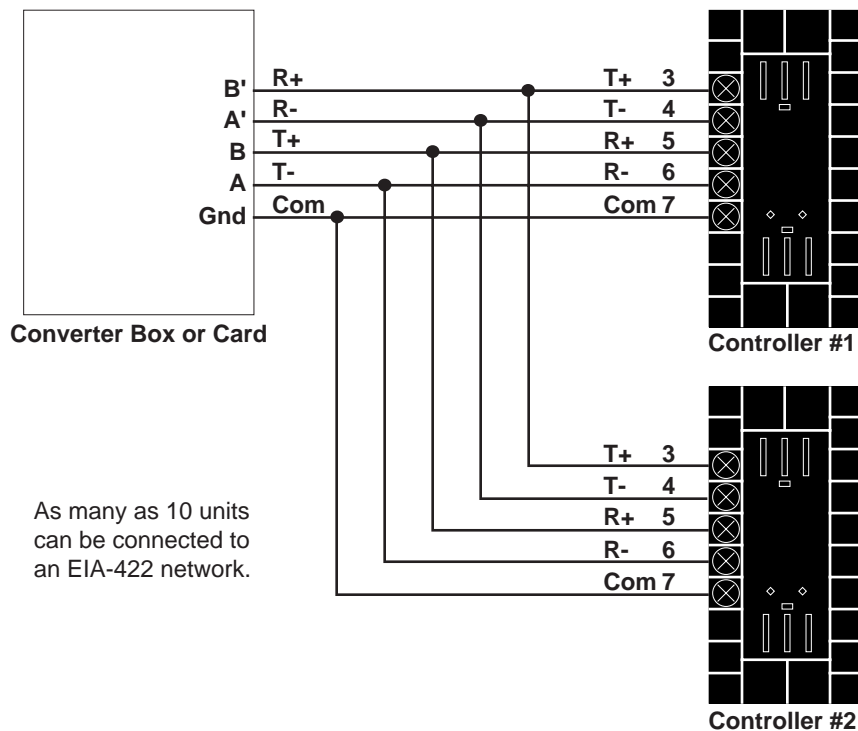 B' R+ T+ 3
A' R- T- 4
B T+ R+ 5
A T- R- 6
Gnd Com Com 7
Converter Box or Card
Controller #1
T+ 3
T- 4
R+ 5
R- 6
Com 7
As many as 10 units
can be connected to
an EIA-422 network.
Controller #2